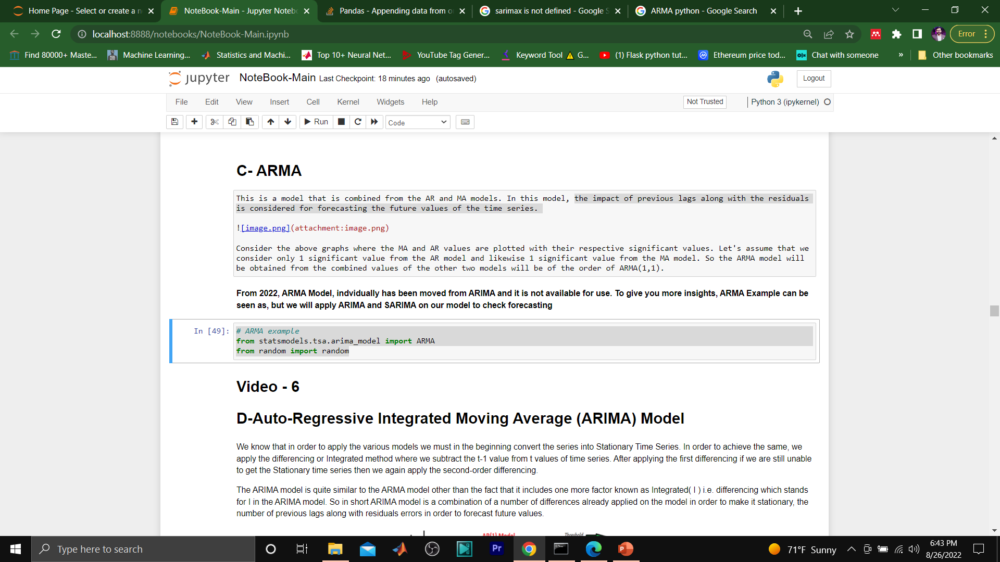 Home Page - Select or create a n
NoteBook-Main - Jupyter Notebo
Pandas - Appending data from o
sarimax is not defined - Google S
ARMA python - Google Search
localhost:8888/notebooks/NoteBook-Main.ipynb
Error
Find 80000+ Maste...
Machine Learning,...
Statistics and Machi...
Top 10+ Neural Net...
YouTube Tag Gener...
Keyword Tool ⚠ G...
(1) Flask python tut...
Ethereum price tod...
Chat with someone
»
Other bookmarks
jupyter NoteBook-Main Last Checkpoint: 18 minutes ago (autosaved)
Logout
File Edit View Insert Cell Kernel Widgets Help
Not Trusted
Python 3 (ipykernel)
Run
Code
C- ARMA
This is a model that is combined from the AR and MA models. In this model, the impact of previous lags along with the residuals
is considered for forecasting the future values of the time series.
![image.png](attachment:image.png)
Consider the above graphs where the MA and AR values are plotted with their respective significant values. Let's assume that we
consider only 1 significant value from the AR model and likewise 1 significant value from the MA model. So the ARMA model will
be obtained from the combined values of the other two models will be of the order of ARMA(1,1).
From 2022, ARMA Model, indvidually has been moved from ARIMA and it is not available for use. To give you more insights, ARMA Example can be
seen as, but we will apply ARIMA and SARIMA on our model to check forecasting
In [49]:
# ARMA example
from statsmodels.tsa.arima_model import ARMA
from random import random
Video - 6
D-Auto-Regressive Integrated Moving Average (ARIMA) Model
We know that in order to apply the various models we must in the beginning convert the series into Stationary Time Series. In order to achieve the same, we
apply the differencing or Integrated method where we subtract the t-1 value from t values of time series. After applying the first differencing if we are still unable
to get the Stationary time series then we again apply the second-order differencing.
The ARIMA model is quite similar to the ARMA model other than the fact that it includes one more factor known as Integrated( I ) i.e. differencing which stands
for I in the ARIMA model. So in short ARIMA model is a combination of a number of differences already applied on the model in order to make it stationary, the
number of previous lags along with residuals errors in order to forecast future values.
AR(1) Model
Threshold
Type here to search
Pr
71°F Sunny
6:43 PM
8/26/2022